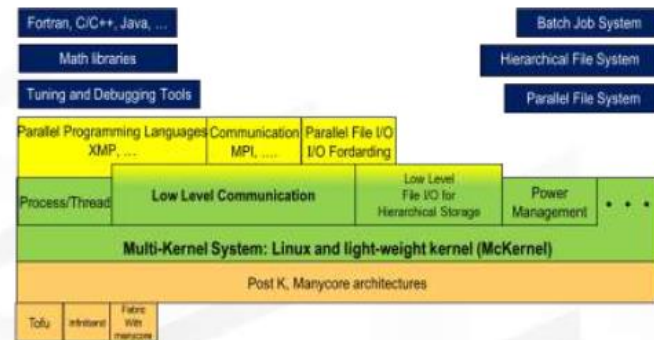 Fortran, C/C++, Java, …
Batch Job System
Math libraries
Hierarchical File System
Tuning and Debugging Tools
Parallel File System
Parallel Programming Languages
XMP, …
Communication
MPI, ….
Parallel File I/O
I/O Fordarding
Process/Thread
Low Level Communication
Low Level
File I/O for
Hierarchical Storage
Power
Management
• • •
Multi-Kernel System: Linux and light-weight kernel (McKernel)
Post K, Manycore architectures
Tofu
Infiniband
Fabric
With
manycore